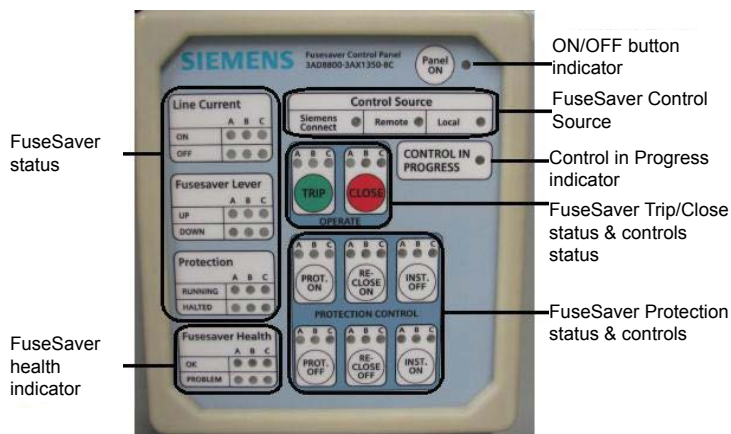 SIEMENS
Fusesaver Control Panel
3AD8800-3AX1350-8C
Panel
ON
ON/OFF button
indicator
Line Current
A B C
ON
OFF
Control Source
Siemens
Connect
Remote
Local
FuseSaver Control
Source
FuseSaver
status
A B C
TRIP
A B C
CLOSE
OPERATE
CONTROL IN
PROGRESS
Control in Progress
indicator
Fusesaver Lever
A B C
UP
DOWN
FuseSaver Trip/Close
status & controls
status
Protection
A B C
RUNNING
HALTED
A B C
PROT.
ON
A B C
RE-
CLOSE
ON
A B C
INST.
OFF
PROTECTION CONTROL
FuseSaver Protection
status & controls
FuseSaver
health
indicator
Fusesaver Health
A B C
OK
PROBLEM
A B C
PROT.
OFF
A B C
RE-
CLOSE
OFF
A B C
INST.
ON